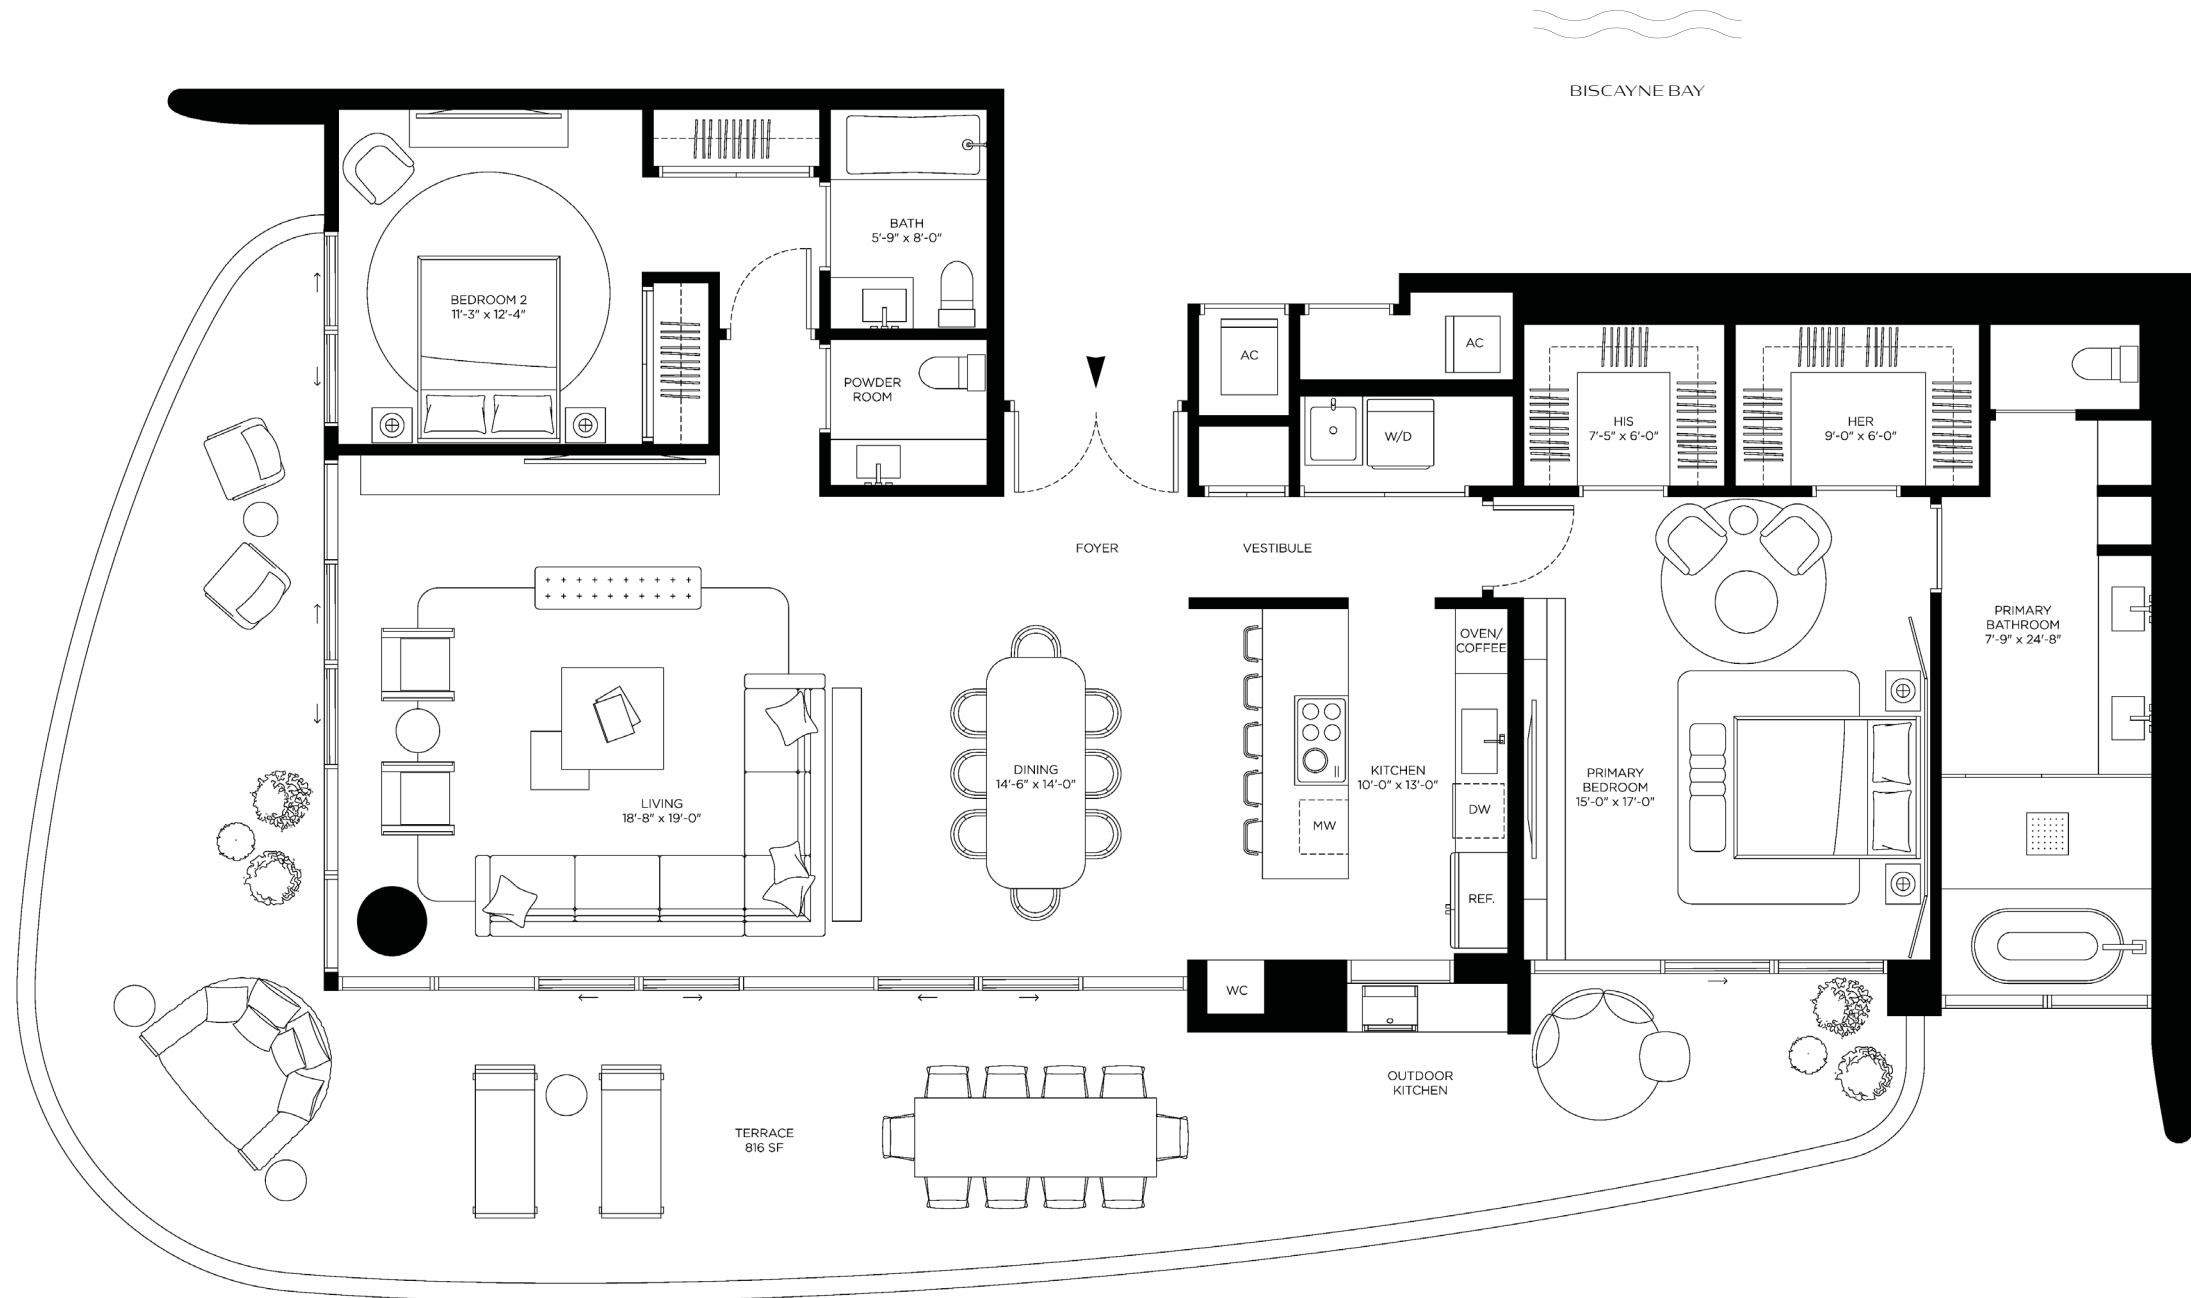 BISCAYNE BAY
BATH
5'-9" x 8'-0"
BEDROOM 2
11'-3" x 12'-4"
POWDER
ROOM
AC
AC
W/D
HIS
7'-5" x 6'-0"
HER
9'-0" x 6'-0"
FOYER
VESTIBULE
PRIMARY
BATHROOM
7'-9" x 24'-8"
OVEN/
COFFEE
LIVING
18'-8" x 19'-0"
DINING
14'-6" x 14'-0"
KITCHEN
10'-0" x 13'-0"
PRIMARY
BEDROOM
15'-0" x 17'-0"
MW
DW
REF.
WC
OUTDOOR
KITCHEN
TERRACE
816 SF